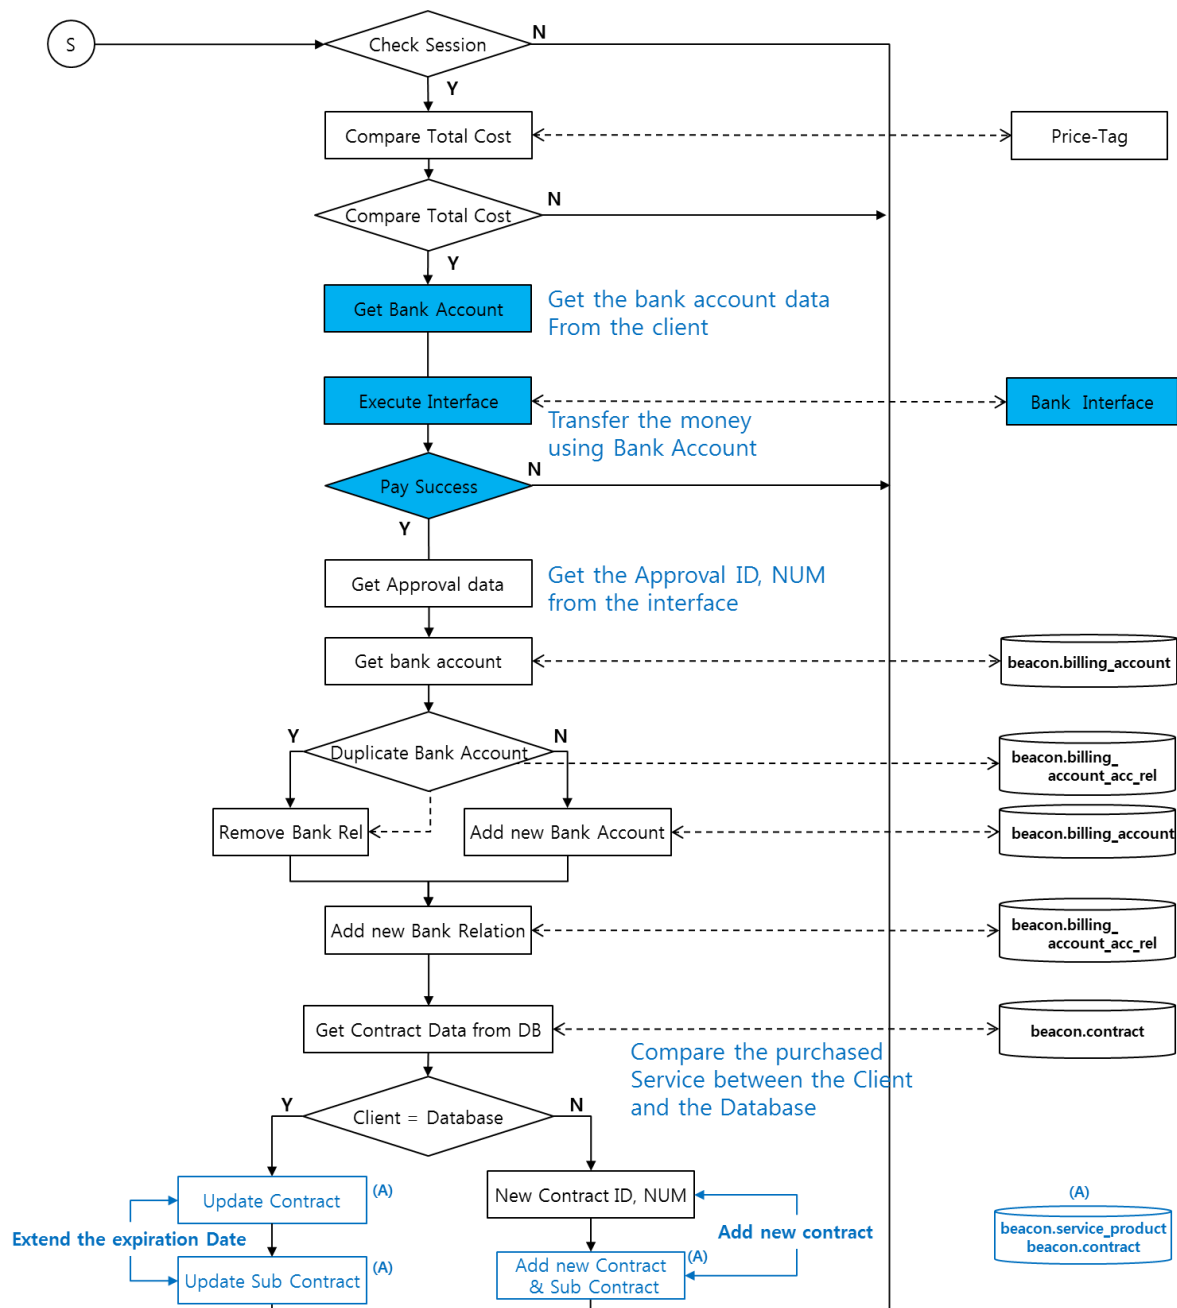 S
Check Session
N
Y
Compare Total Cost
Price-Tag
Compare Total Cost
N
Y
Get Bank Account
Get the bank account data
From the client
Execute Interface
Bank Interface
Transfer the money
using Bank Account
Pay Success
N
Y
Get Approval data
Get the Approval ID, NUM
from the interface
Get bank account
beacon.billing_account
Y
N
Duplicate Bank Account
beacon.billing_
account_acc_rel
Remove Bank Rel
Add new Bank Account
beacon.billing_account
Add new Bank Relation
beacon.billing_
account_acc_rel
Get Contract Data from DB
beacon.contract
Compare the purchased
Service between the Client
and the Database
Y
N
Client = Database
Update Contract
(A)
New Contract ID, NUM
(A)
Extend the expiration Date
Add new contract
beacon.service_product
beacon.contract
Update Sub Contract
(A)
Add new Contract
& Sub Contract
(A)